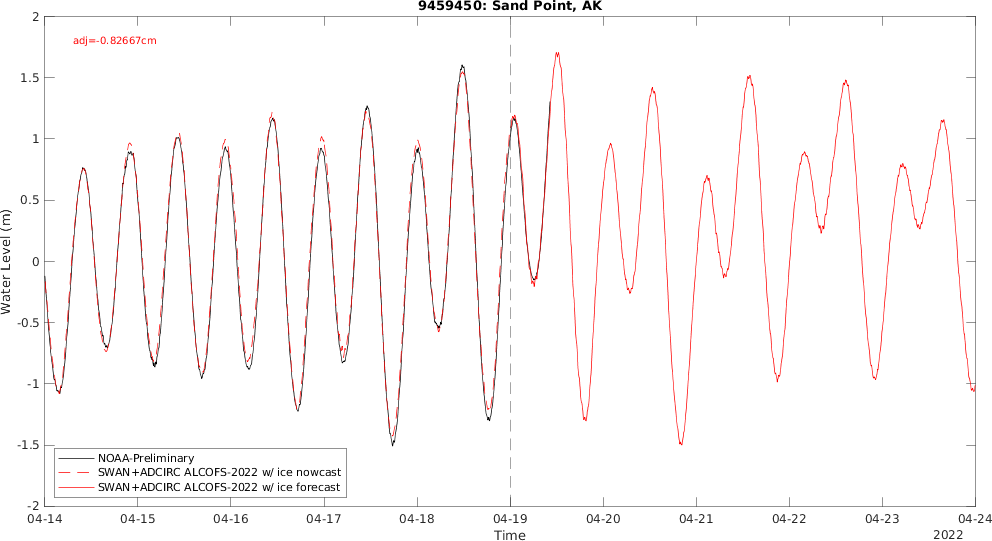 9459450: Sand Point, AK
adj=-0.82667cm
2
1.5
1
0.5
0
-0.5
-1
-1.5
-2
Water Level (m)
NOAA-Preliminary
SWAN+ADCIRC ALCOFS-2022 w/ ice nowcast
SWAN+ADCIRC ALCOFS-2022 w/ ice forecast
04-14 04-15 04-16 04-17 04-18 04-19 04-20 04-21 04-22 04-23 04-24
Time
2022